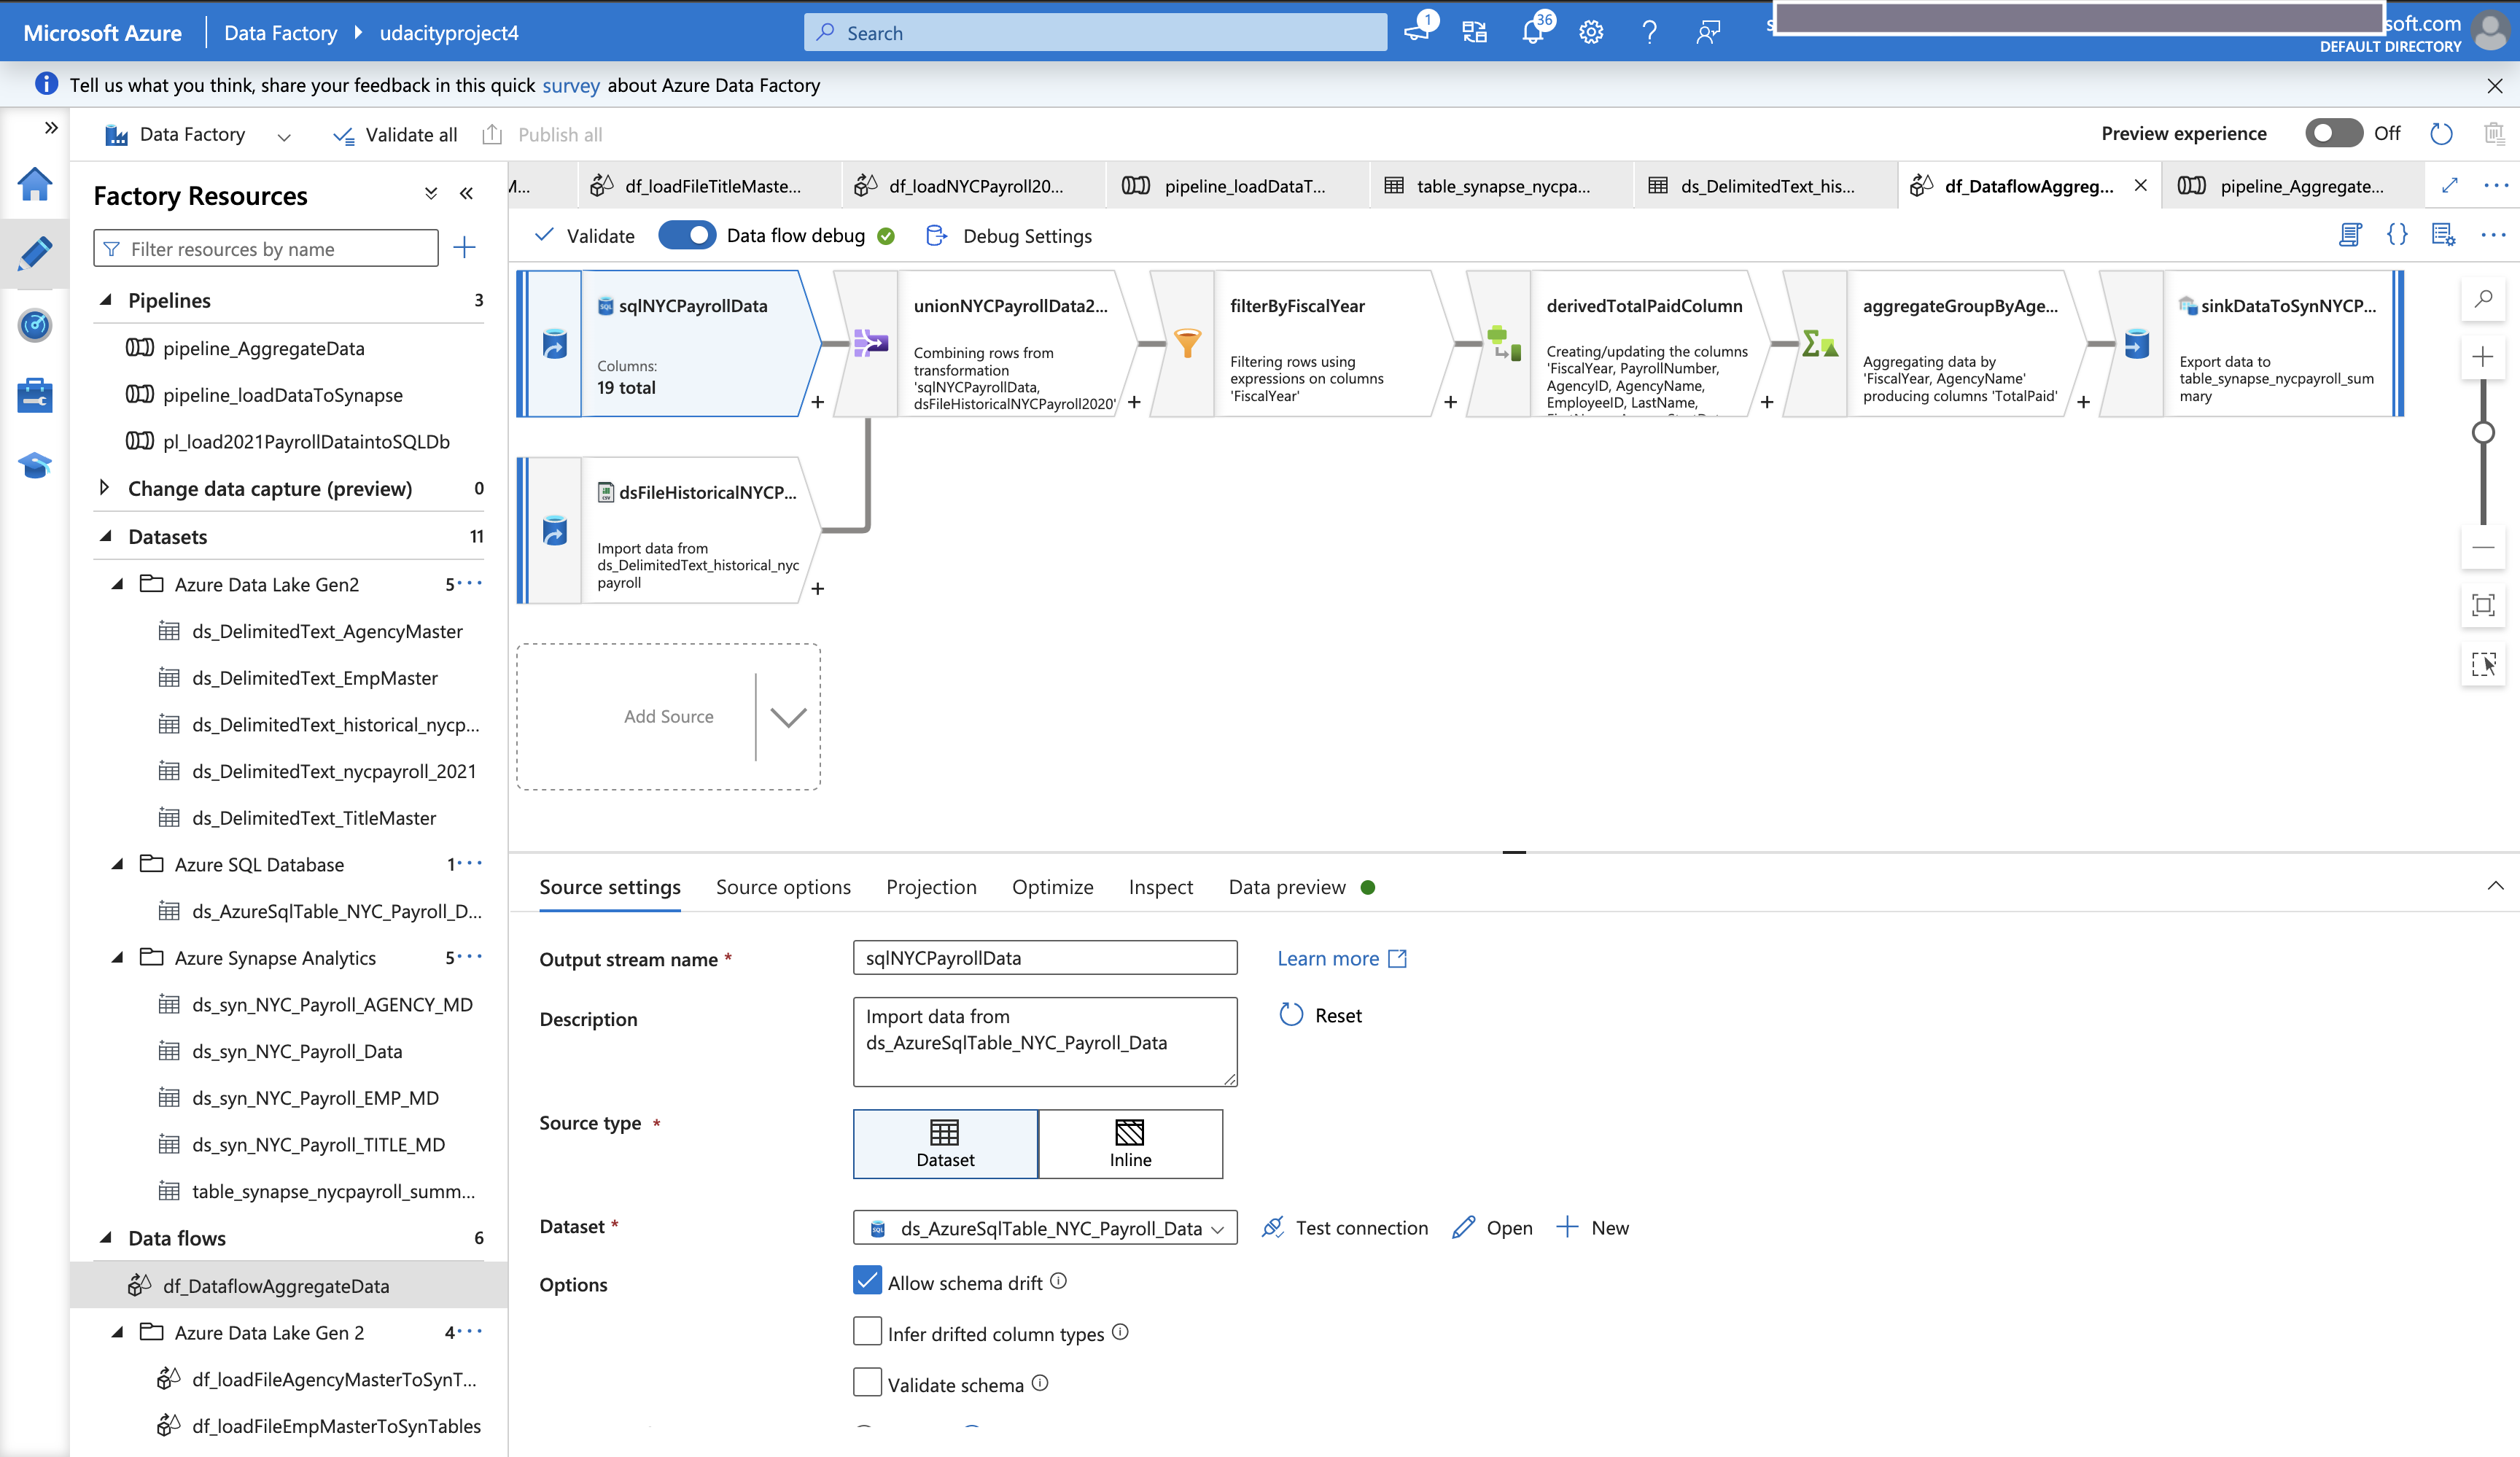 Microsoft Azure
Data Factory
udacityproject4
Search
1
36
s
soft.com
DEFAULT DIRECTORY
Tell us what you think, share your feedback in this quick survey about Azure Data Factory
Data Factory
Validate all
Publish all
Preview experience
Off
Factory Resources
Filter resources by name
Pipelines
3
pipeline_AggregateData
pipeline_loadDataToSynapse
pl_load2021PayrollDataintoSQLDb
Change data capture (preview)
0
Datasets
11
Azure Data Lake Gen2
5
ds_DelimitedText_AgencyMaster
ds_DelimitedText_EmpMaster
ds_DelimitedText_historical_nycp...
ds_DelimitedText_nycpayroll_2021
ds_DelimitedText_TitleMaster
Azure SQL Database
1
ds_AzureSqlTable_NYC_Payroll_D...
Azure Synapse Analytics
5
ds_syn_NYC_Payroll_AGENCY_MD
ds_syn_NYC_Payroll_Data
ds_syn_NYC_Payroll_EMP_MD
ds_syn_NYC_Payroll_TITLE_MD
table_synapse_nycpayroll_summ...
Data flows
6
df_DataflowAggregateData
Azure Data Lake Gen 2
4
df_loadFileAgencyMasterToSynT...
df_loadFileEmpMasterToSynTables
df_loadFileTitleMaste...
df_loadNYCPayroll20...
pipeline_loadDataT...
table_synapse_nycpa...
ds_DelimitedText_his...
df_DataflowAggreg...
pipeline_Aggregate...
Validate
Data flow debug
Debug Settings
sqlNYCPayrollData
Columns:
19 total
unionNYCPayrollData2...
Combining rows from
transformation
'sqlNYCPayrollData,
dsFileHistoricalNYCPayroll2020'
filterByFiscalYear
Filtering rows using
expressions on columns
'FiscalYear'
derivedTotalPaidColumn
Creating/updating the columns
'FiscalYear, PayrollNumber,
AgencyID, AgencyName,
EmployeeID, LastName,
aggregateGroupByAge...
Aggregating data by
'FiscalYear, AgencyName'
producing columns 'TotalPaid'
sinkDataToSynNYCP...
Export data to
table_synapse_nycpayroll_sum
mary
dsFileHistoricalNYCP...
Import data from
ds_DelimitedText_historical_nyc
payroll
Add Source
Source settings
Source options
Projection
Optimize
Inspect
Data preview
Output stream name *
sqlNYCPayrollData
Learn more
Description
Import data from
ds_AzureSqlTable_NYC_Payroll_Data
Reset
Source type *
Dataset
Inline
Dataset *
ds_AzureSqlTable_NYC_Payroll_Data
Test connection
Open
New
Options
Allow schema drift
Infer drifted column types
Validate schema